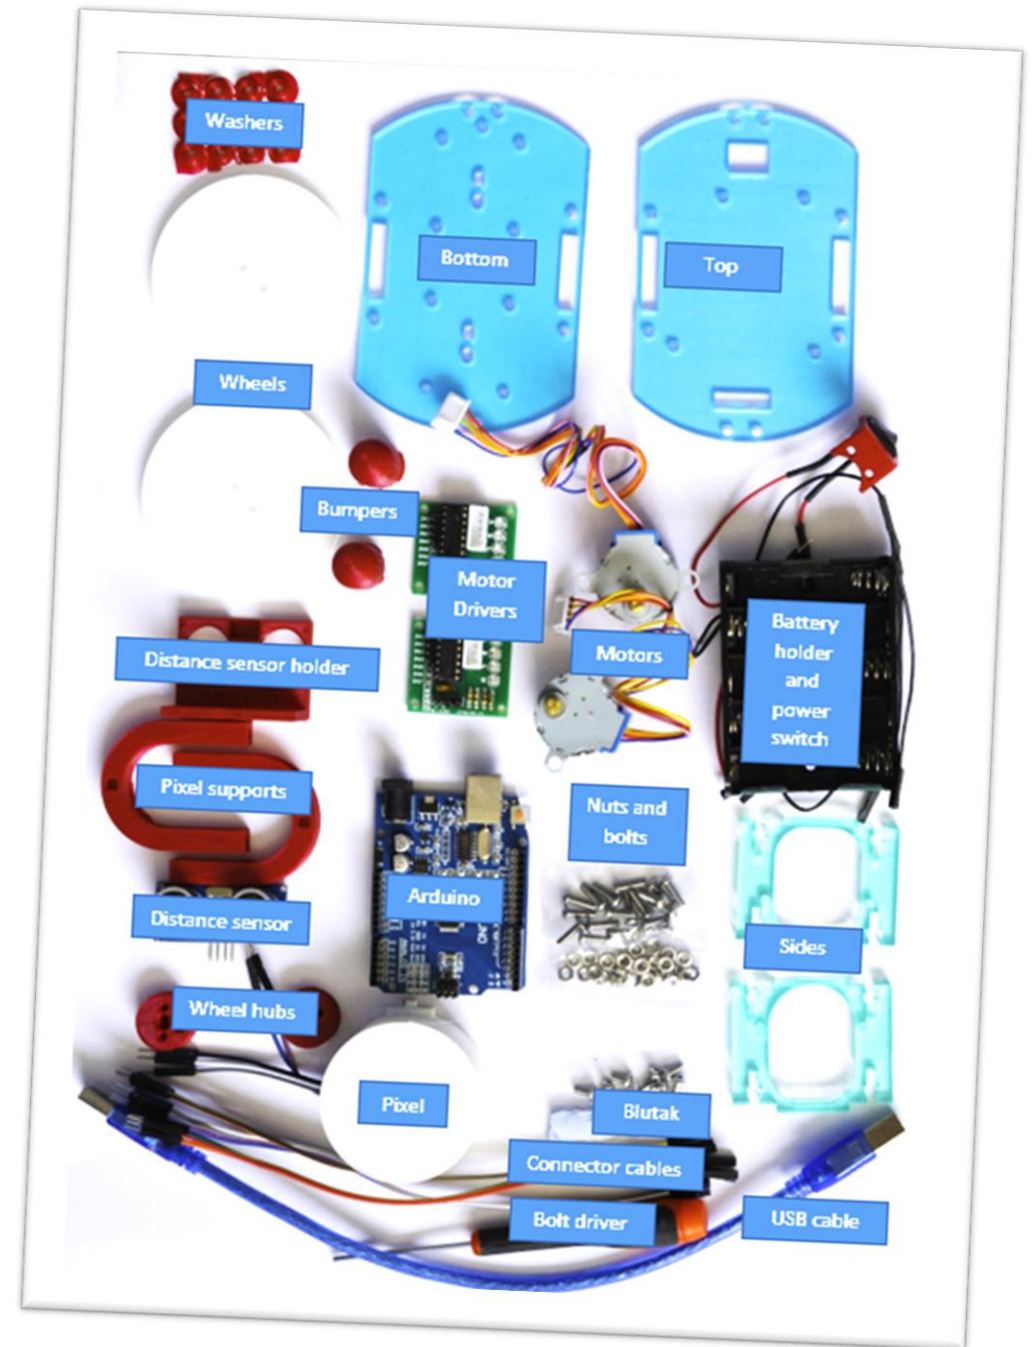 Washers
Bottom
Top
Wheels
Bumpers
Motor
Drivers
Motors
Battery
holder
and
power
switch
Distance sensor holder
Pixel supports
Nuts and
bolts
Arduino
Distance sensor
Sides
Wheel hubs
Pixel
Blutak
Connector cables
Bolt driver
USB cable
UNO